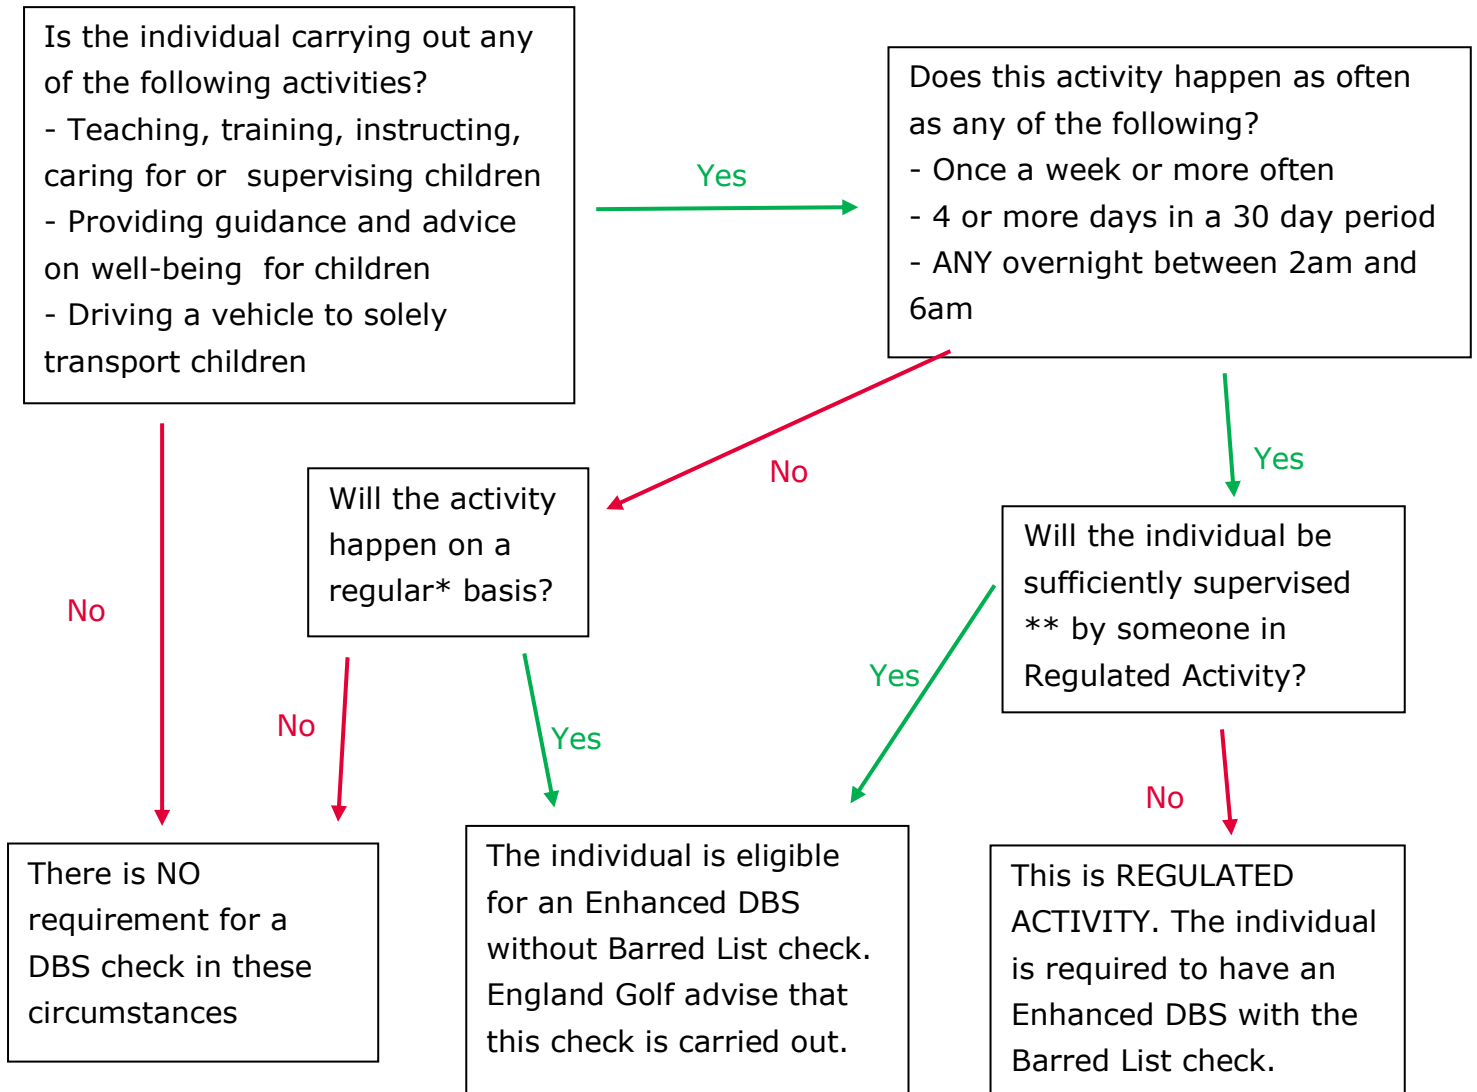 Is the individual carrying out any
of the following activities?
- Teaching, training, instructing,
caring for or supervising children
- Providing guidance and advice
on well-being for children
- Driving a vehicle to solely
transport children
Yes
Does this activity happen as often
as any of the following?
- Once a week or more often
- 4 or more days in a 30 day period
- ANY overnight between 2am and
6am
No
Yes
Will the activity
happen on a
regular* basis?
Will the individual be
sufficiently supervised
** by someone in
Regulated Activity?
No
No
Yes
Yes
No
There is NO
requirement for a
DBS check in these
circumstances
The individual is eligible
for an Enhanced DBS
without Barred List check.
England Golf advise that
this check is carried out.
This is REGULATED
ACTIVITY. The individual
is required to have an
Enhanced DBS with the
Barred List check.